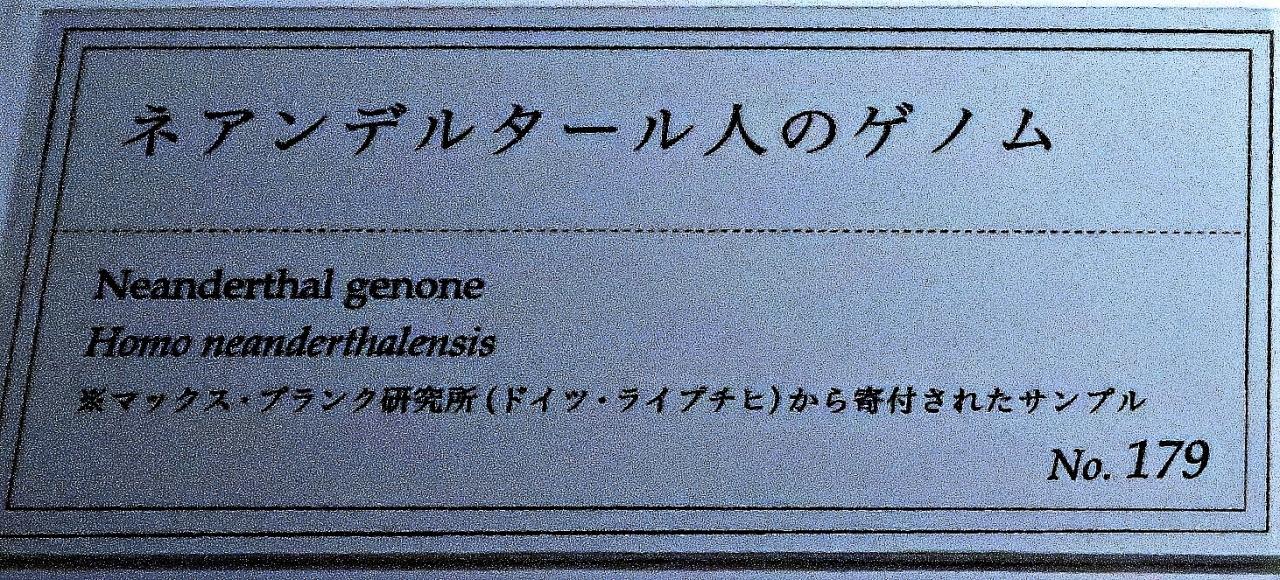 ネアンデルタール人のゲノム
Neanderthal genone
Homo neanderthalensis
※マックス・プランク研究所(ドイツ・ライプチヒ)から寄付されたサンプル
No. 179